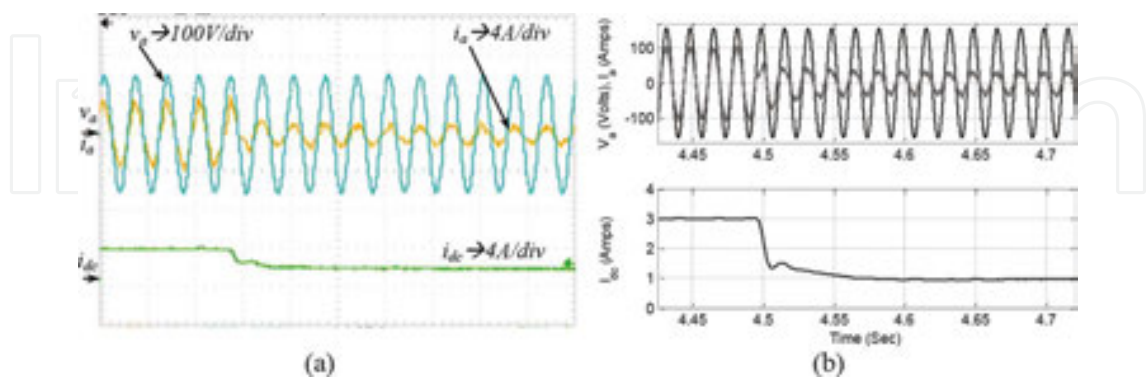 vₐ→100V/div
iₐ→4A/div
vₐ
iₐ
i_dc→4A/div
i_dc
(a)
Vₐ (Volts), Iₐ (Amps)
100
0
-100
4.45 4.5 4.55 4.6 4.65 4.7
I_dc (Amps)
4
3
2
1
0
4.45 4.5 4.55 4.6 4.65 4.7
Time (Sec)
(b)